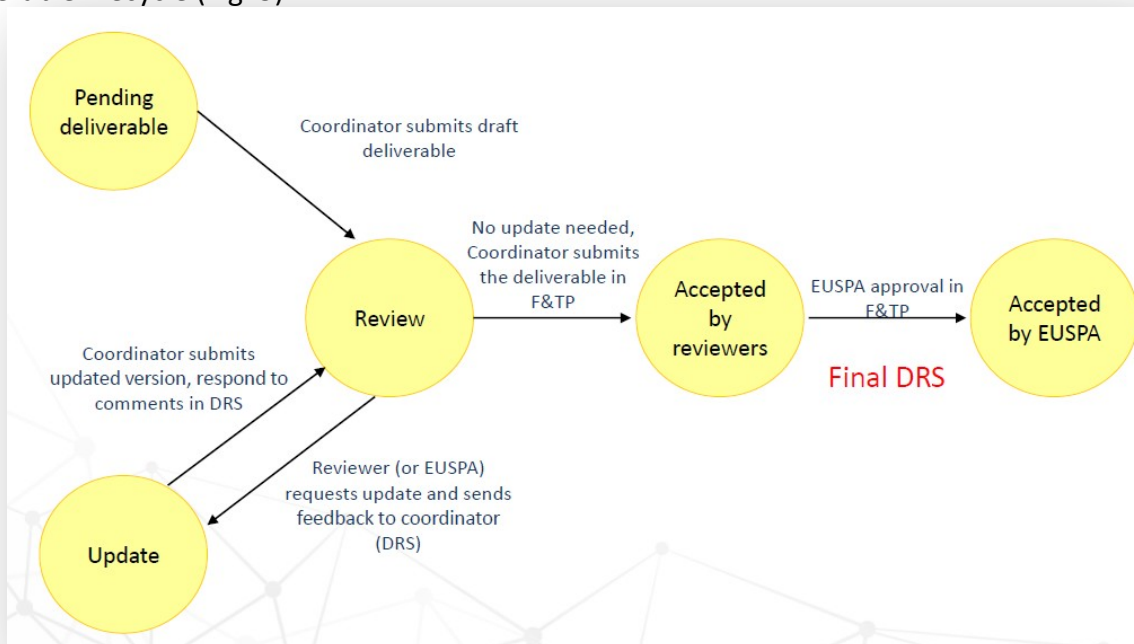 Pending
deliverable
Coordinator submits draft
deliverable
No update needed,
Coordinator submits
the deliverable in
F&TP
Review
Accepted
by
reviewers
EUSPA approval in
F&TP
Final DRS
Accepted
by EUSPA
Coordinator submits
updated version, respond to
comments in DRS
Reviewer (or EUSPA)
requests update and sends
feedback to coordinator
(DRS)
Update